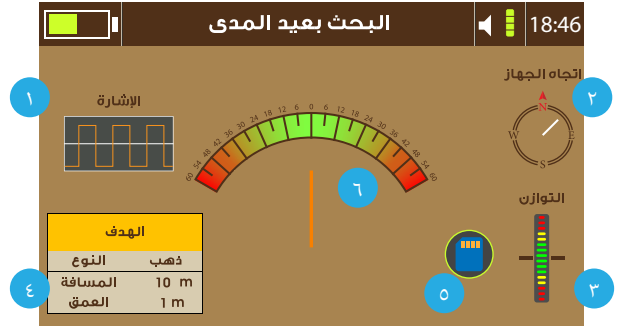 البحث بعيد المدى
18:46
١
الإشارة
60 54 48 42 36 30 24 18 12 6 0 6 12 18 24 30 36 42 48 54 60
اتجاه الجهاز
٢
N
W E
S
٦
التوازن
الهدف
النوع ذهب
المسافة 10 m
العمق 1 m
٤
٥
٣